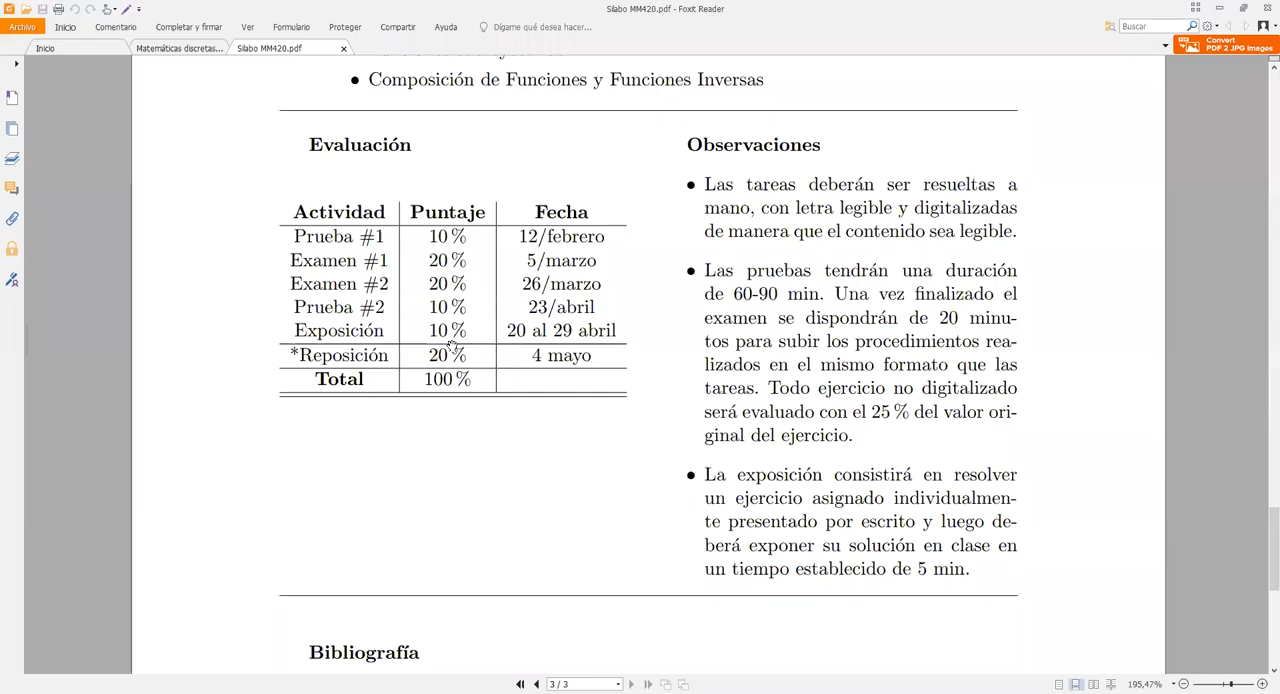 Silabo MM420.pdf - Foxit Reader
Archivo Inicio Comentario Completar y firmar Ver Formulario Proteger Compartir Ayuda Dígame qué desea hacer... Buscar
Convert
PDF 2 JPG Images
Inicio Matemáticas discretas... Silabo MM420.pdf
• Composición de Funciones y Funciones Inversas
Evaluación
Actividad Puntaje Fecha
Prueba #1 10 % 12/febrero
Examen #1 20 % 5/marzo
Examen #2 20 % 26/marzo
Prueba #2 10 % 23/abril
Exposición 10 % 20 al 29 abril
*Reposición 20 % 4 mayo
Total 100 %
Observaciones
• Las tareas deberán ser resueltas a
mano, con letra legible y digitalizadas
de manera que el contenido sea legible.
• Las pruebas tendrán una duración
de 60-90 min. Una vez finalizado el
examen se dispondrán de 20 minu-
tos para subir los procedimientos rea-
lizados en el mismo formato que las
tareas. Todo ejercicio no digitalizado
será evaluado con el 25 % del valor ori-
ginal del ejercicio.
• La exposición consistirá en resolver
un ejercicio asignado individualmen-
te presentado por escrito y luego de-
berá exponer su solución en clase en
un tiempo establecido de 5 min.
Bibliografía
3 / 3
195,47%